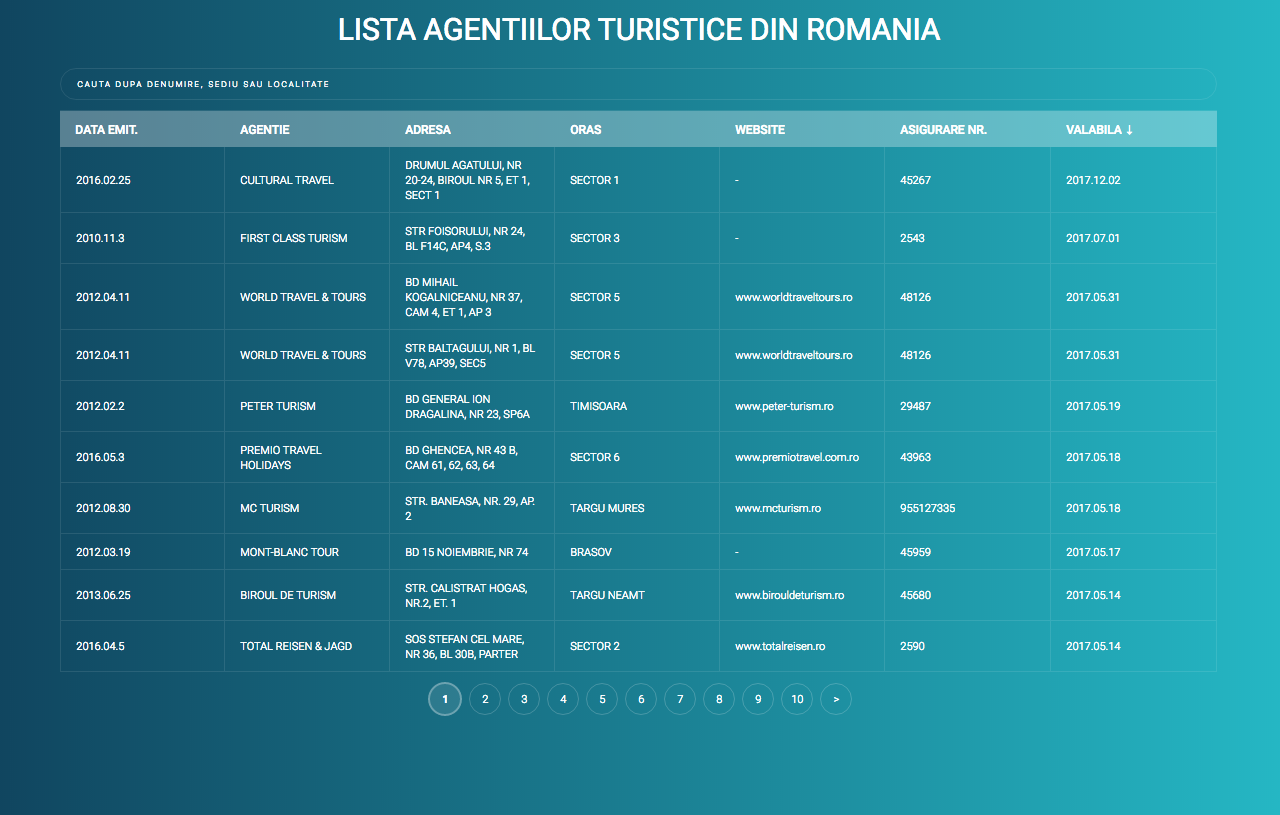 LISTA AGENTIILOR TURISTICE DIN ROMANIA
CAUTA DUPA DENUMIRE, SEDIU SAU LOCALITATE
DATA EMIT. AGENTIE ADRESA ORAS WEBSITE ASIGURARE NR. VALABILA ↓
DRUMUL AGATULUI, NR
2016.02.25 CULTURAL TRAVEL 20-24, BIROUL NR 5, ET 1, SECTOR 1 - 45267 2017.12.02
SECT 1
STR FOISORULUI, NR 24,
2010.11.3 FIRST CLASS TURISM SECTOR 3 - 2543 2017.07.01
BL F14C, AP4, S.3
BD MIHAIL
2012.04.11 WORLD TRAVEL & TOURS KOGALNICEANU, NR 37, SECTOR 5 www.worldtraveltours.ro 48126 2017.05.31
CAM 4, ET 1, AP 3
STR BALTAGULUI, NR 1, BL
2012.04.11 WORLD TRAVEL & TOURS SECTOR 5 www.worldtraveltours.ro 48126 2017.05.31
V78, AP39, SEC5
BD GENERAL ION
2012.02.2 PETER TURISM TIMISOARA www.peter-turism.ro 29487 2017.05.19
DRAGALINA, NR 23, SP6A
PREMIO TRAVEL BD GHENCEA, NR 43 B,
2016.05.3 SECTOR 6 www.premiotravel.com.ro 43963 2017.05.18
HOLIDAYS CAM 61, 62, 63, 64
STR. BANEASA, NR. 29, AP.
2012.08.30 MC TURISM TARGU MURES www.mcturism.ro 955127335 2017.05.18
2
2012.03.19 MONT-BLANC TOUR BD 15 NOIEMBRIE, NR 74 BRASOV - 45959 2017.05.17
STR. CALISTRAT HOGAS,
2013.06.25 BIROUL DE TURISM TARGU NEAMT www.birouldeturism.ro 45680 2017.05.14
NR.2, ET. 1
SOS STEFAN CEL MARE,
2016.04.5 TOTAL REISEN & JAGD SECTOR 2 www.totalreisen.ro 2590 2017.05.14
NR 36, BL 30B, PARTER
1 2 3 4 5 6 7 8 9 10 >